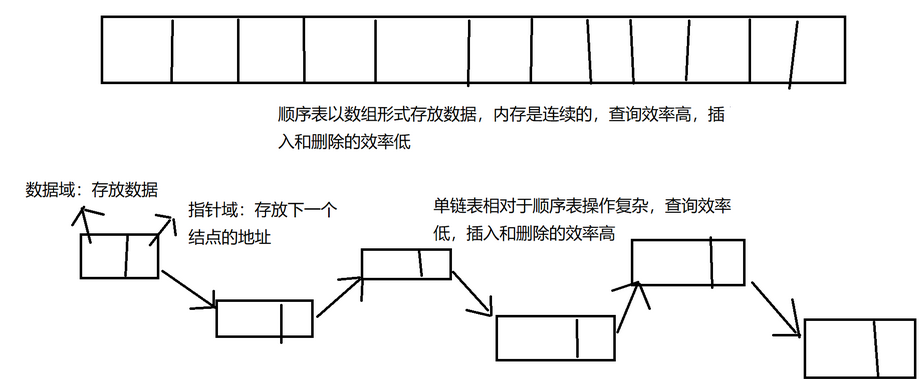 顺序表以数组形式存放数据，内存是连续的，查询效率高，插
入和删除的效率低
数据域：存放数据
指针域：存放下一个
结点的地址
单链表相对于顺序表操作复杂，查询效率
低，插入和删除的效率高